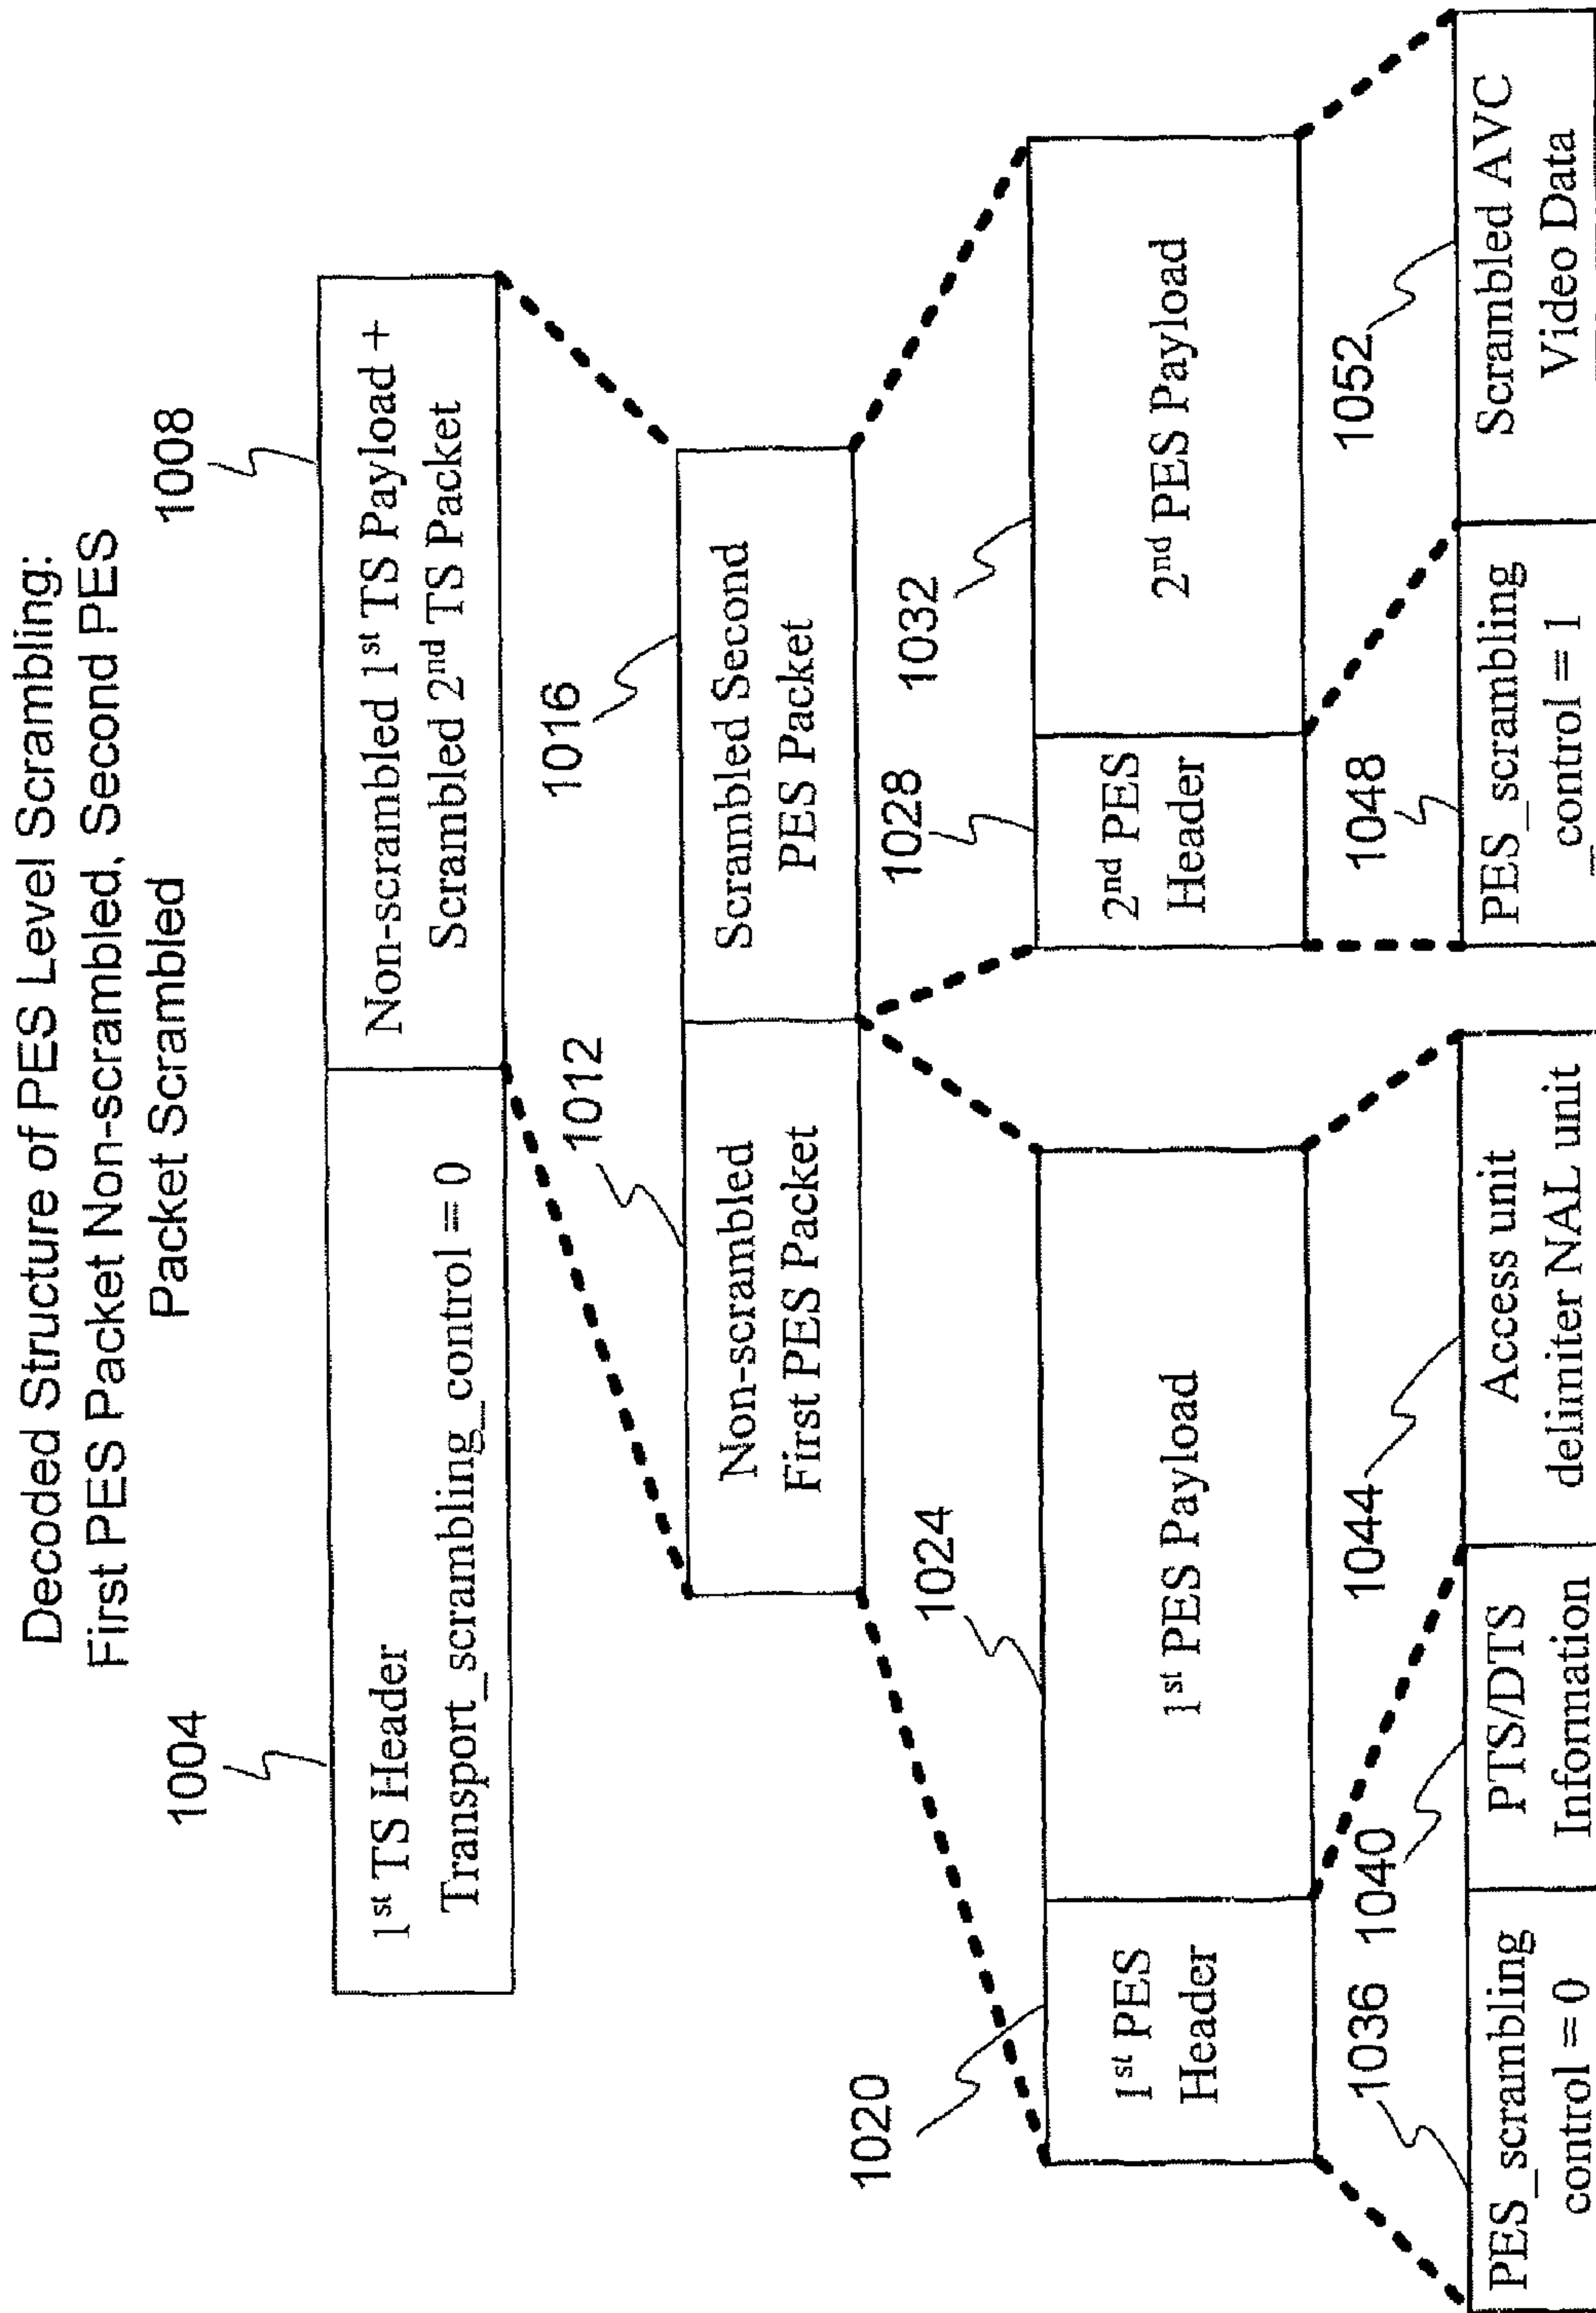 Decoded Structure of PES Level Scrambling:
First PES Packet Non-scrambled, Second PES
Packet Scrambled
1004
1008
1st TS Header
Transport_scrambling_control = 0
Non-scrambled 1st TS Payload +
Scrambled 2nd TS Packet
1012
1016
Non-scrambled
First PES Packet
Scrambled Second
PES Packet
1020
1024
1028
1032
1st PES
Header
1st PES Payload
2nd PES
Header
2nd PES Payload
1036
1040
1044
1048
1052
PES_scrambling
control = 0
PTS/DTS
Information
Access unit
delimiter NAL unit
PES_scrambling
_control = 1
Scrambled AVC
Video Data